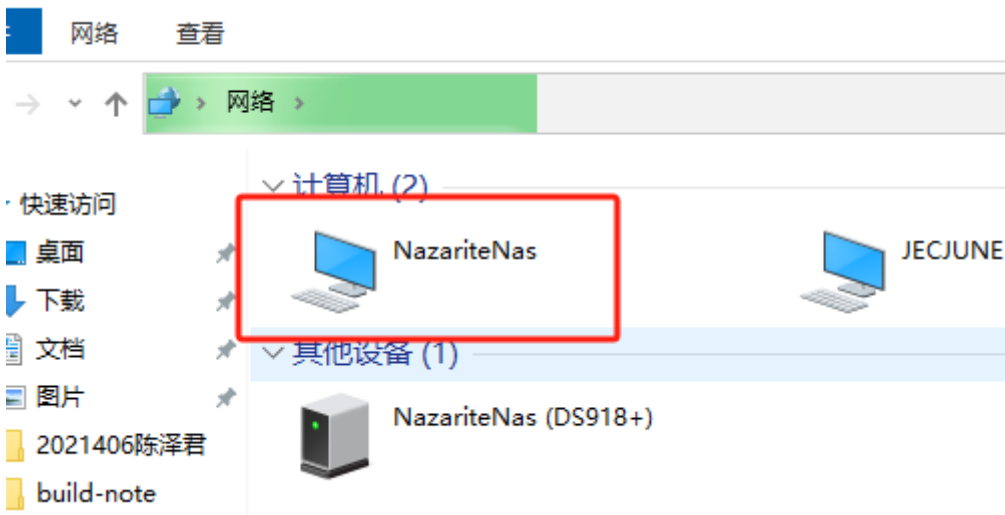 网络 查看
网络
计算机 (2)
快速访问
NazariteNas JECJUNE
桌面
下载
文档
其他设备 (1)
图片
NazariteNas (DS918+)
2021406陈泽君
build-note